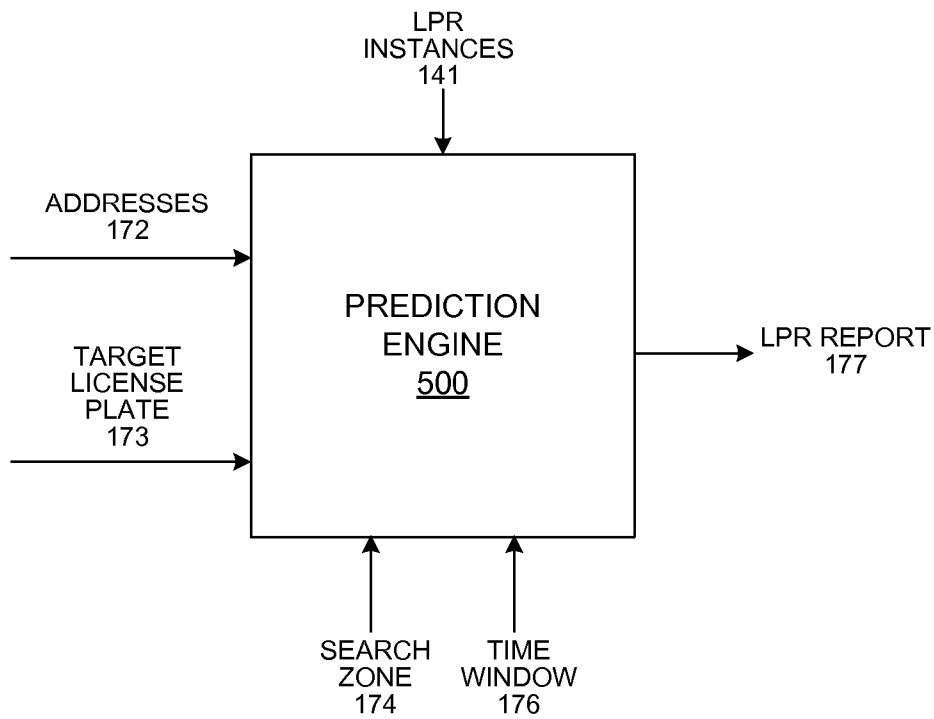 LPR
INSTANCES
141
ADDRESSES
172
PREDICTION
ENGINE
500
TARGET
LICENSE
PLATE
173
LPR REPORT
177
SEARCH
ZONE
174
TIME
WINDOW
176